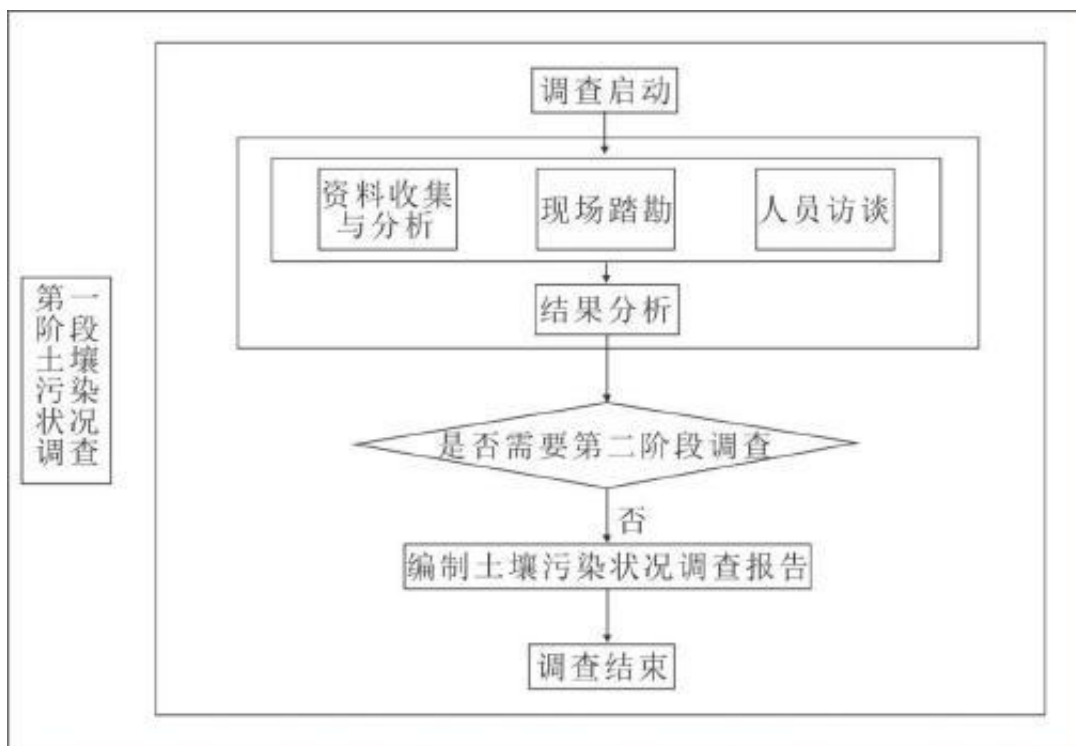 调查启动
资料收集
与分析
现场踏勘
人员访谈
结果分析
第一
阶段
土壤
污染
状况
调查
是否需要第二阶段调查
否
编制土壤污染状况调查报告
调查结束